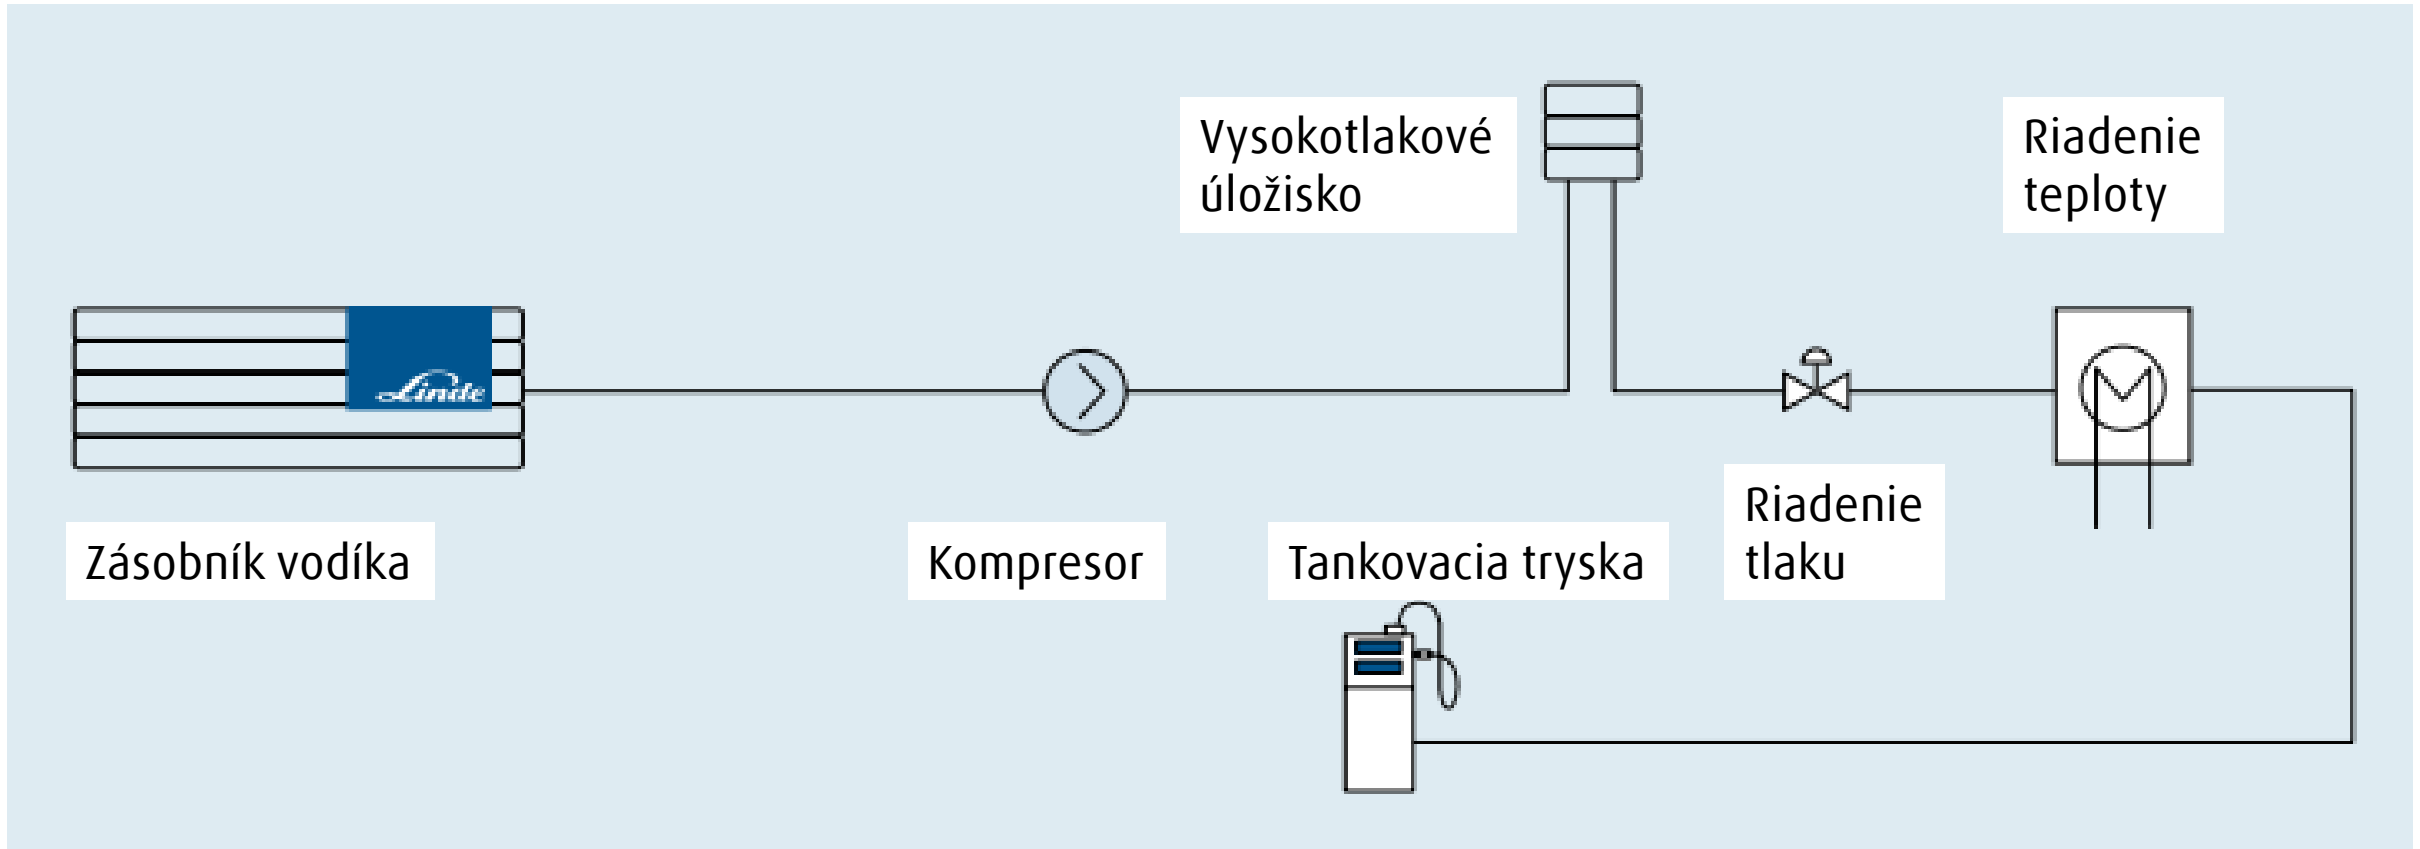 Vysokotlakové
úložisko
Riadenie
teploty
Linde
Zásobník vodíka
Kompresor
Tankovacia tryska
Riadenie
tlaku